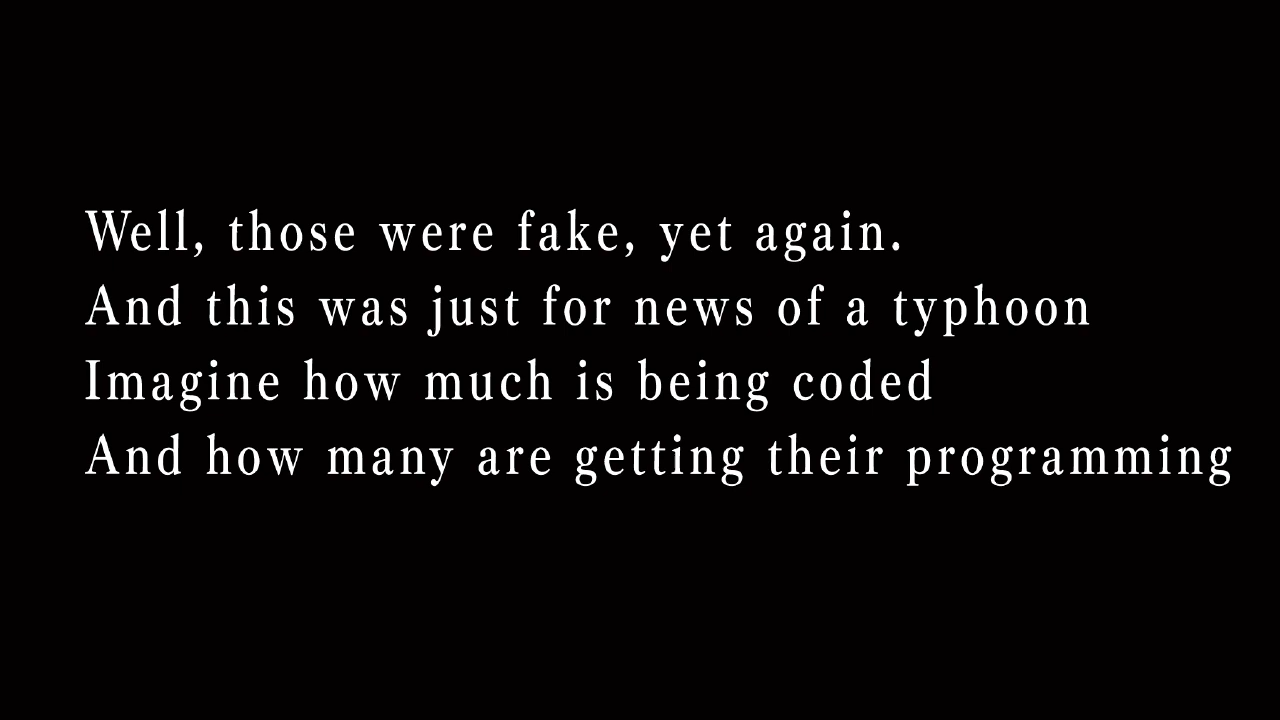 Well, those were fake, yet again.
And this was just for news of a typhoon
Imagine how much is being coded
And how many are getting their programming